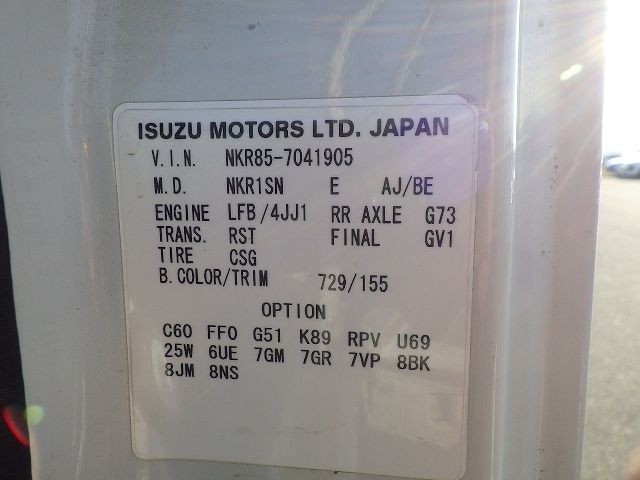 ISUZU MOTORS LTD. JAPAN
V.I.N. NKR85-7041905
M.D. NKR1SN E AJ/BE
ENGINE LFB/4JJ1 RR AXLE G73
TRANS. RST FINAL GV1
TIRE CSG
B.COLOR/TRIM 729/155
OPTION
C60 FF0 G51 K89 RPV U69
25W 6UE 7GM 7GR 7VP 8BK
8JM 8NS